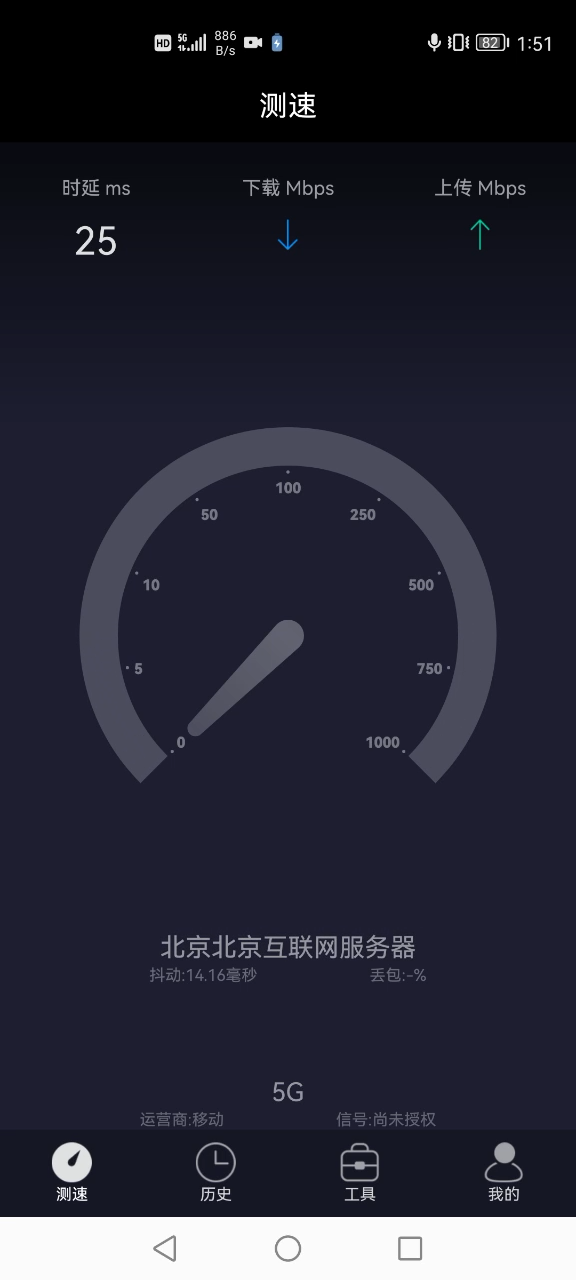 HD 5G 886 B/s 82 1:51
测速
时延 ms 下载 Mbps 上传 Mbps
25
100
50 250
10 500
5 750
0 1000
北京北京互联网服务器
抖动:14.16毫秒 丢包:-%
5G
运营商:移动 信号:尚未授权
测速 历史 工具 我的